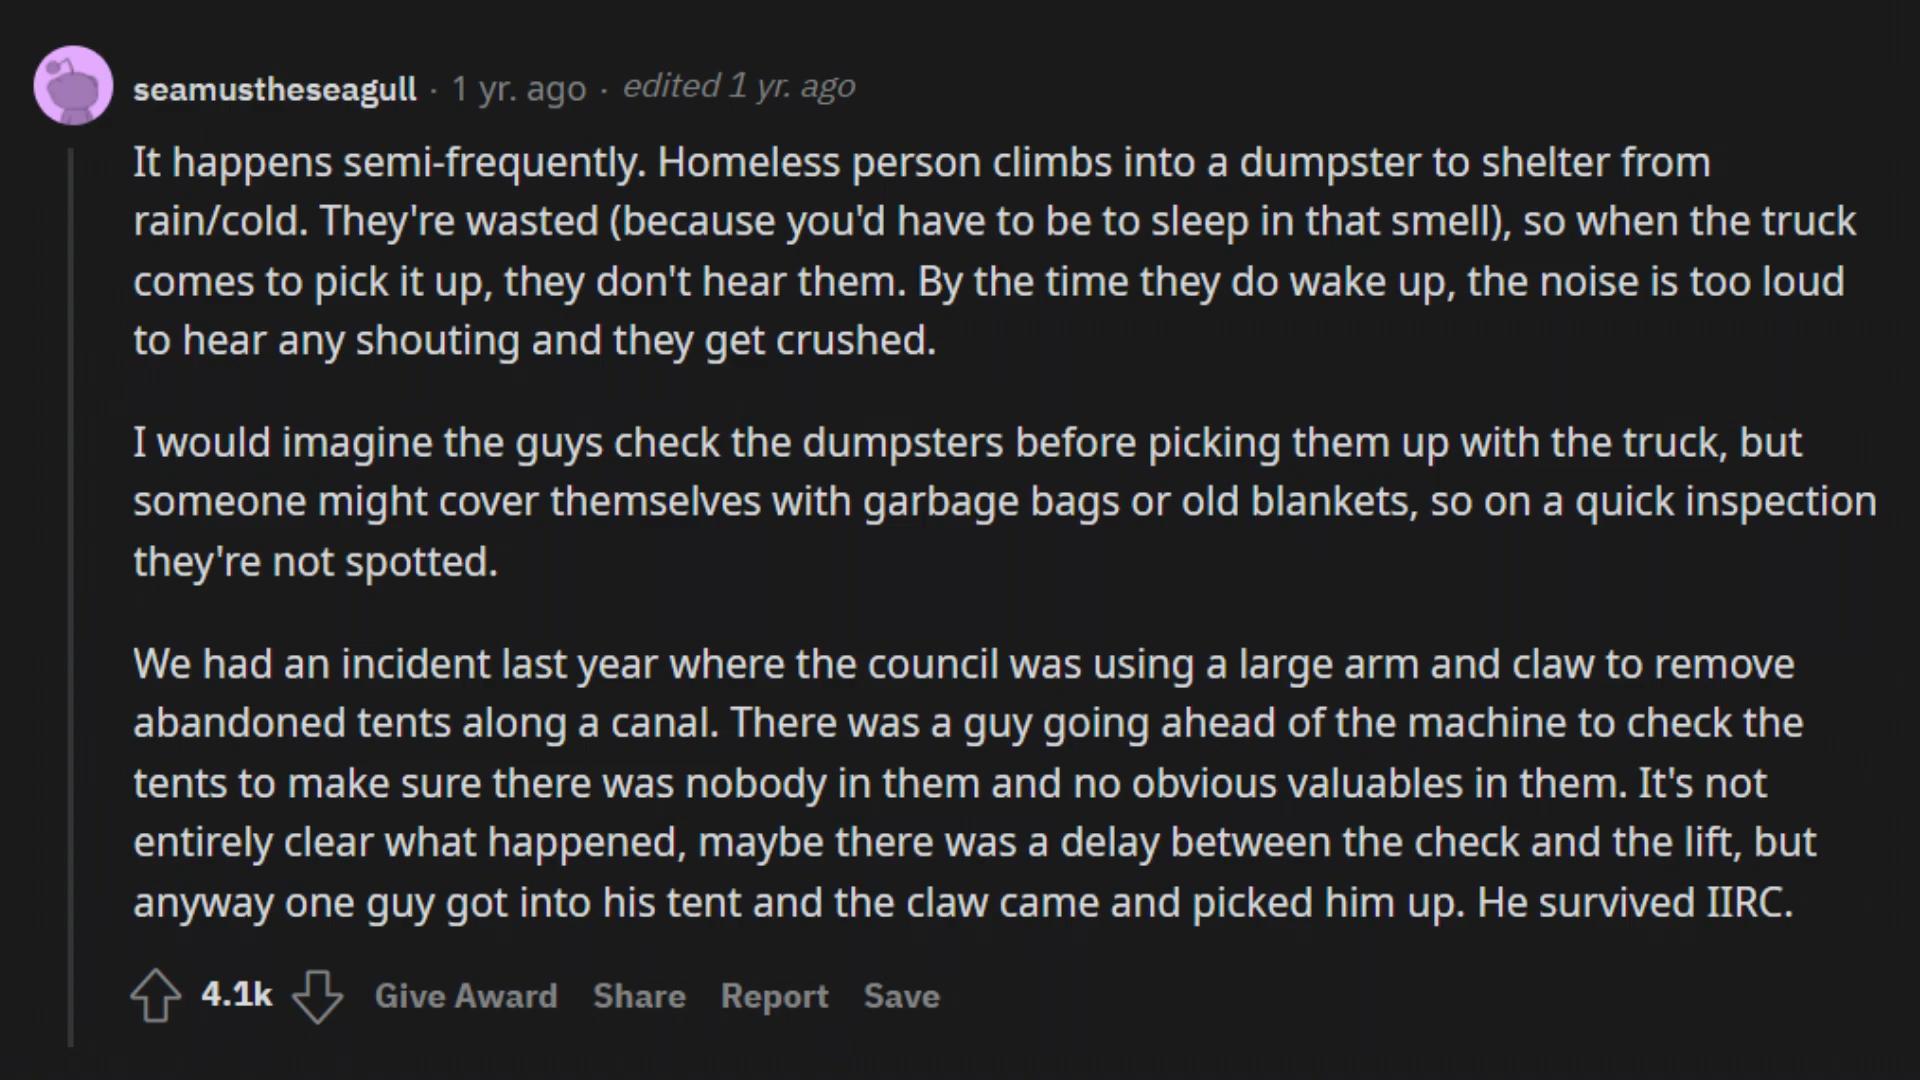 seamustheseagull · 1 yr. ago · edited 1 yr. ago
It happens semi-frequently. Homeless person climbs into a dumpster to shelter from
rain/cold. They're wasted (because you'd have to be to sleep in that smell), so when the truck
comes to pick it up, they don't hear them. By the time they do wake up, the noise is too loud
to hear any shouting and they get crushed.
I would imagine the guys check the dumpsters before picking them up with the truck, but
someone might cover themselves with garbage bags or old blankets, so on a quick inspection
they're not spotted.
We had an incident last year where the council was using a large arm and claw to remove
abandoned tents along a canal. There was a guy going ahead of the machine to check the
tents to make sure there was nobody in them and no obvious valuables in them. It's not
entirely clear what happened, maybe there was a delay between the check and the lift, but
anyway one guy got into his tent and the claw came and picked him up. He survived IIRC.
4.1k Give Award Share Report Save